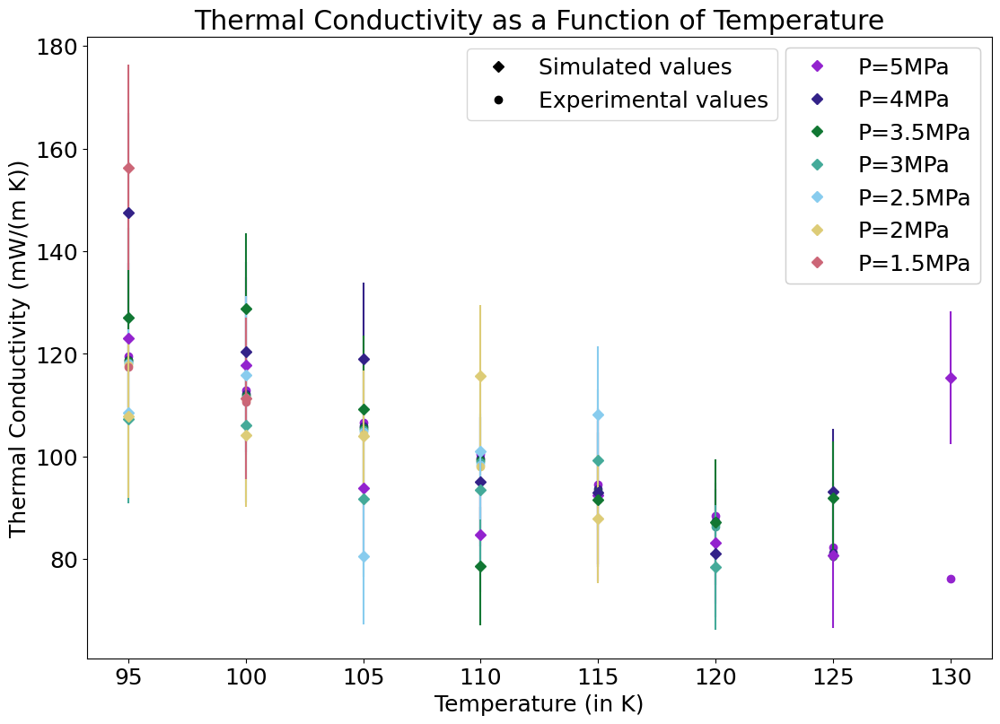 Thermal Conductivity as a Function of Temperature
Thermal Conductivity (mW/(m K))
180
160
140
120
100
80
Simulated values
Experimental values
P=5MPa
P=4MPa
P=3.5MPa
P=3MPa
P=2.5MPa
P=2MPa
P=1.5MPa
95 100 105 110 115 120 125 130
Temperature (in K)